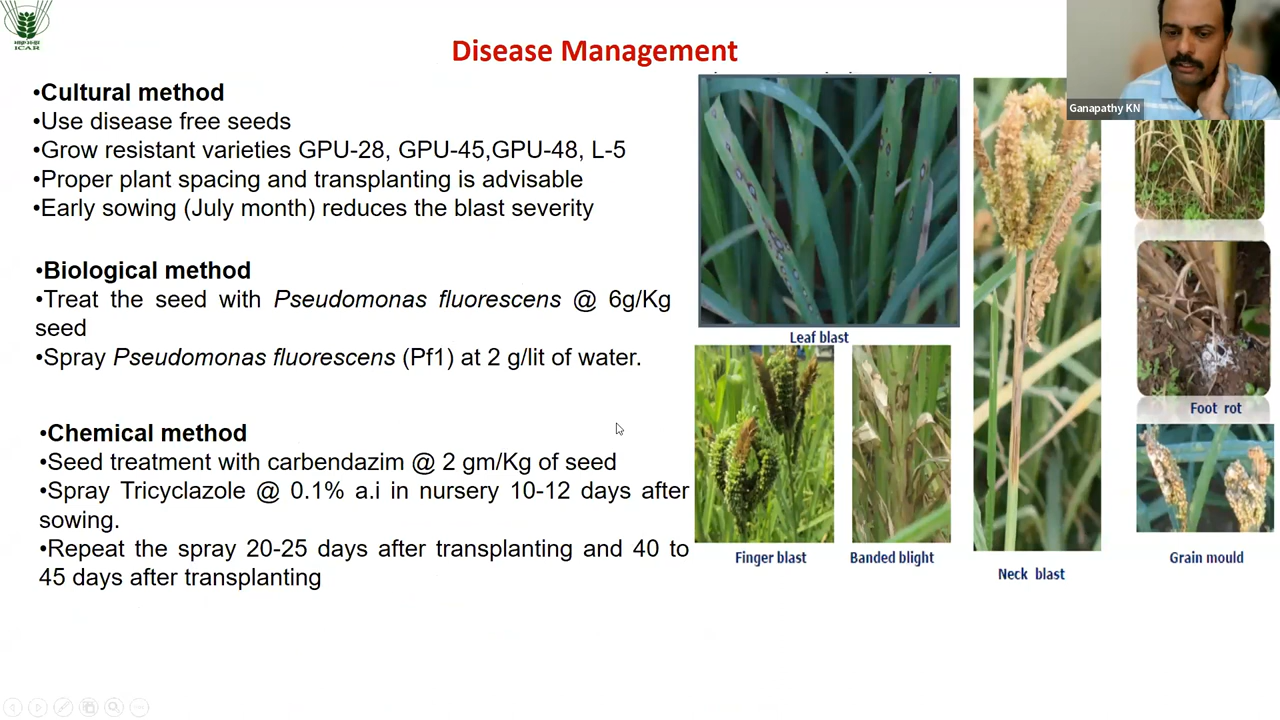 ICAR
Disease Management
Ganapathy KN
•Cultural method
•Use disease free seeds
•Grow resistant varieties GPU-28, GPU-45,GPU-48, L-5
•Proper plant spacing and transplanting is advisable
•Early sowing (July month) reduces the blast severity
•Biological method
•Treat the seed with Pseudomonas fluorescens @ 6g/Kg
seed
•Spray Pseudomonas fluorescens (Pf1) at 2 g/lit of water.
•Chemical method
•Seed treatment with carbendazim @ 2 gm/Kg of seed
•Spray Tricyclazole @ 0.1% a.i in nursery 10-12 days after
sowing.
•Repeat the spray 20-25 days after transplanting and 40 to
45 days after transplanting
Leaf blast
Foot rot
Finger blast
Banded blight
Neck blast
Grain mould